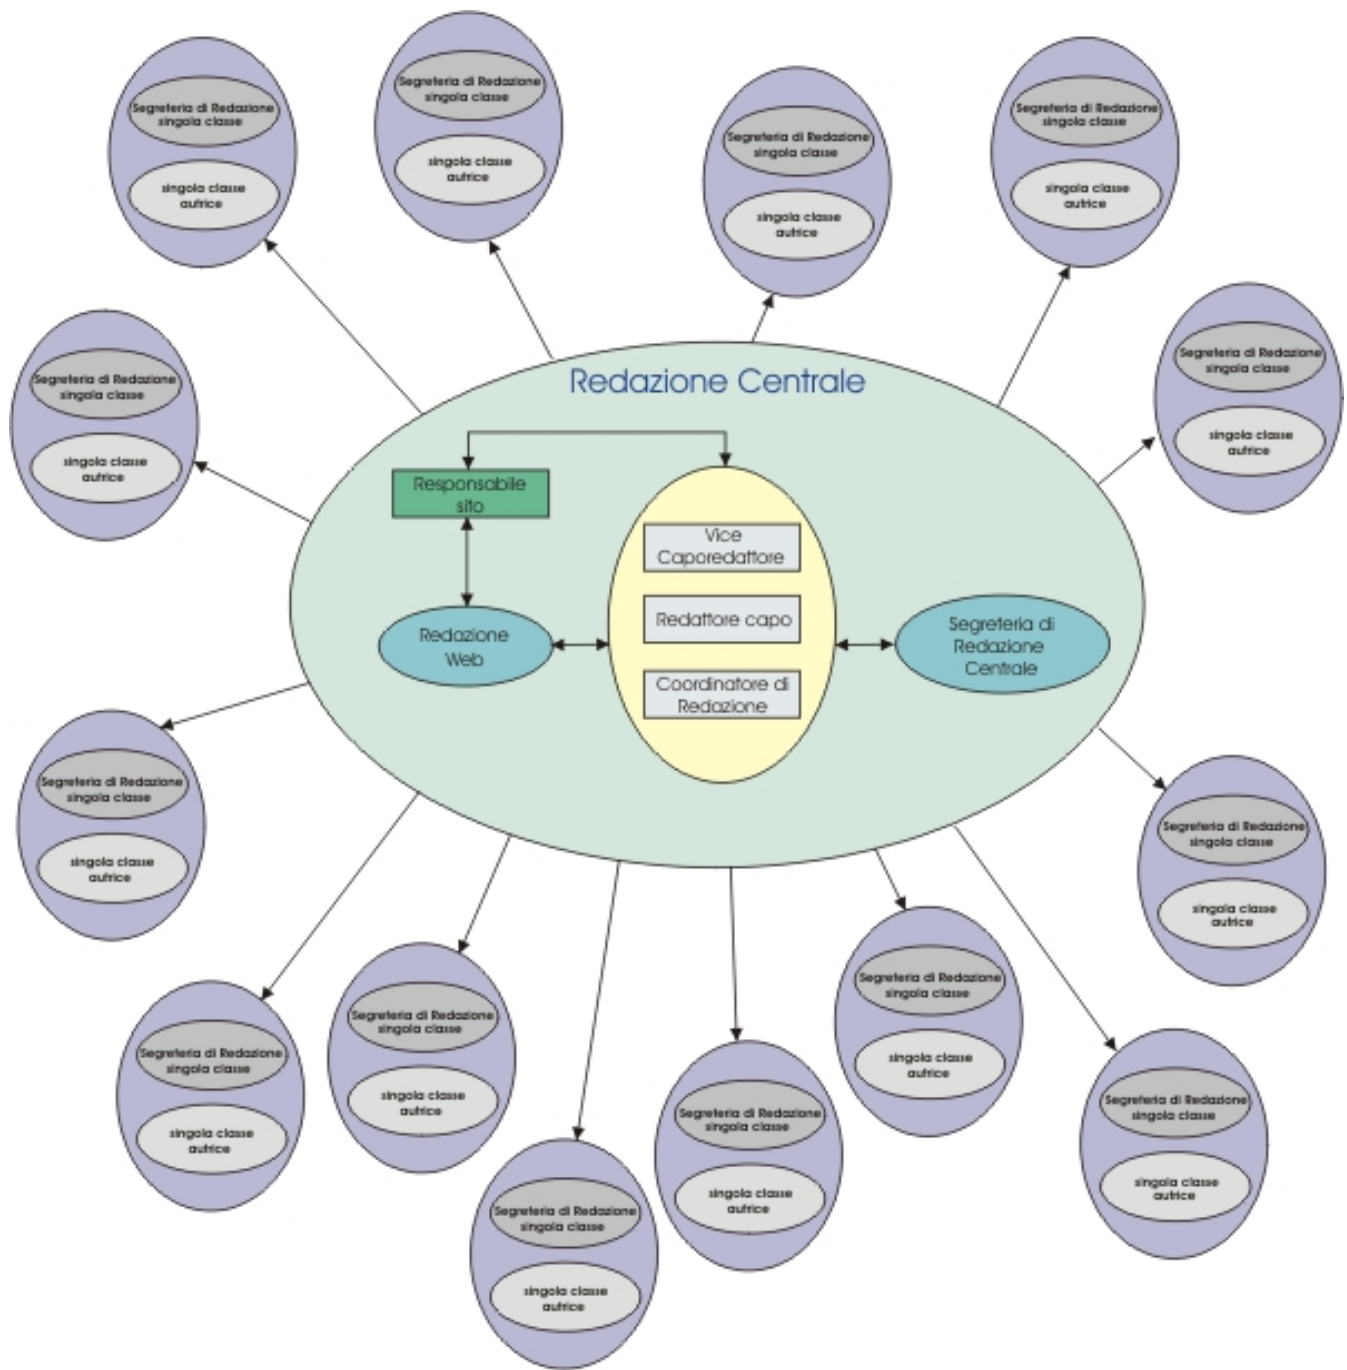 Segreteria di Redazione
singola classe
singola classe
autrice
Segreteria di Redazione
singola classe
singola classe
autrice
Segreteria di Redazione
singola classe
singola classe
autrice
Segreteria di Redazione
singola classe
singola classe
autrice
Segreteria di Redazione
singola classe
singola classe
autrice
Segreteria di Redazione
singola classe
singola classe
autrice
Redazione Centrale
Responsabile
sito
Vice
Caporedattore
Redattore capo
Coordinatore di
Redazione
Redazione
Web
Segreteria di
Redazione
Centrale
Segreteria di Redazione
singola classe
singola classe
autrice
Segreteria di Redazione
singola classe
singola classe
autrice
Segreteria di Redazione
singola classe
singola classe
autrice
Segreteria di Redazione
singola classe
singola classe
autrice
Segreteria di Redazione
singola classe
singola classe
autrice
Segreteria di Redazione
singola classe
singola classe
autrice
Segreteria di Redazione
singola classe
singola classe
autrice
Segreteria di Redazione
singola classe
singola classe
autrice